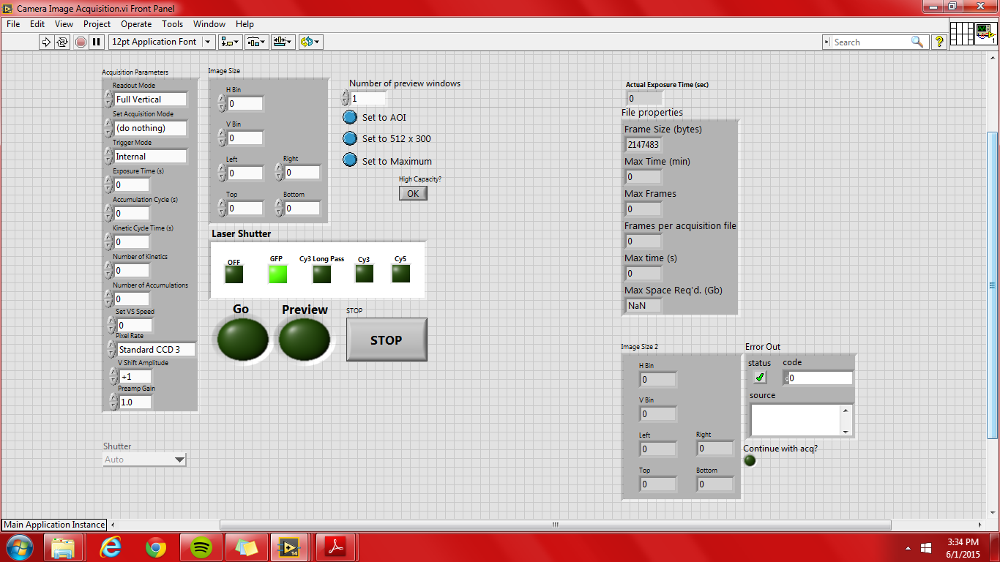 Camera Image Acquisition.vi Front Panel
File Edit View Project Operate Tools Window Help
12pt Application Font
Search
?
1
14
Acquisition Parameters
Readout Mode
Full Vertical
Set Acquisition Mode
(do nothing)
Trigger Mode
Internal
Exposure Time (s)
0
Accumulation Cycle (s)
0
Kinetic Cycle Time (s)
0
Number of Kinetics
0
Number of Accumulations
0
Set VS Speed
0
Pixel Rate
Standard CCD 3
V Shift Amplitude
+1
Preamp Gain
1.0
Shutter
Auto
Image Size
H Bin
0
V Bin
0
Left Right
0 0
Top Bottom
0 0
Number of preview windows
1
Set to AOI
Set to 512 x 300
Set to Maximum
High Capacity?
OK
Laser Shutter
OFF GFP Cy3 Long Pass Cy3 Cy5
Go Preview STOP
STOP
Actual Exposure Time (sec)
0
File properties
Frame Size (bytes)
2147483
Max Time (min)
0
Max Frames
0
Frames per acquisition file
0
Max time (s)
0
Max Space Req'd. (Gb)
NaN
Image Size 2
H Bin
0
V Bin
0
Left Right
0 0
Top Bottom
0 0
Error Out
status code
d0
source
Continue with acq?
Main Application Instance
14
3:34 PM
6/1/2015